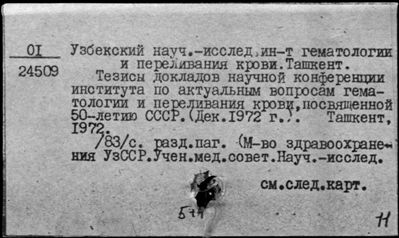 OI Узбекский науч.-исслед.ин-т гематологии
24509 и переливания крови.Ташкент.
Тезисы докладов научной конференции
института по актуальным вопросам гема-
тологии и переливания крови,посвященной
50-летию СССР.(Дек.1972 г.). Ташкент,
1972.
/83/с. разд.паг. (М-во здравоохране-
ния УзССР.Учен.мед.совет.Науч.-исслед.
см.след.карт.
11